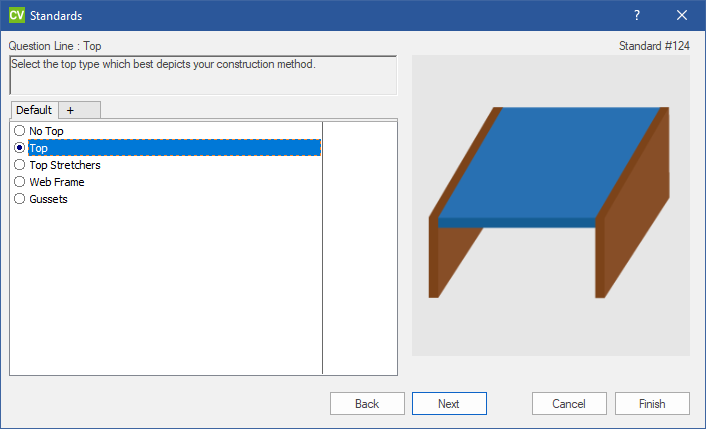 CV Standards ?
Question Line : Top Standard #124
Select the top type which best depicts your construction method.
Default +
No Top
Top
Top Stretchers
Web Frame
Gussets
Back Next Cancel Finish